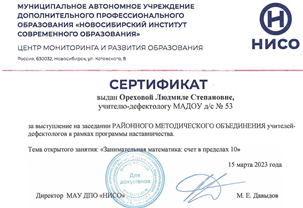 МУНИЦИПАЛЬНОЕ АВТОНОМНОЕ УЧРЕЖДЕНИЕ
ДОПОЛНИТЕЛЬНОГО ПРОФЕССИОНАЛЬНОГО
ОБРАЗОВАНИЯ «НОВОСИБИРСКИЙ ИНСТИТУТ
СОВРЕМЕННОГО ОБРАЗОВАНИЯ»
ЦЕНТР МОНИТОРИНГА И РАЗВИТИЯ ОБРАЗОВАНИЯ
Россия, 630032, Новосибирск, ул. Котовского, 8
НИСО
СЕРТИФИКАТ
выдан Ореховой Людмиле Степановне,
учителю-дефектологу МАДОУ д/с № 53
за выступление на заседании РАЙОННОГО МЕТОДИЧЕСКОГО ОБЪЕДИНЕНИЯ учителей-
дефектологов в рамках программы наставничества.
Тема открытого занятия: «Занимательная математика: счет в пределах 10»
15 марта 2023 года
Для документов
Директор МАУ ДПО «НИСО»
М. Е. Давыдов